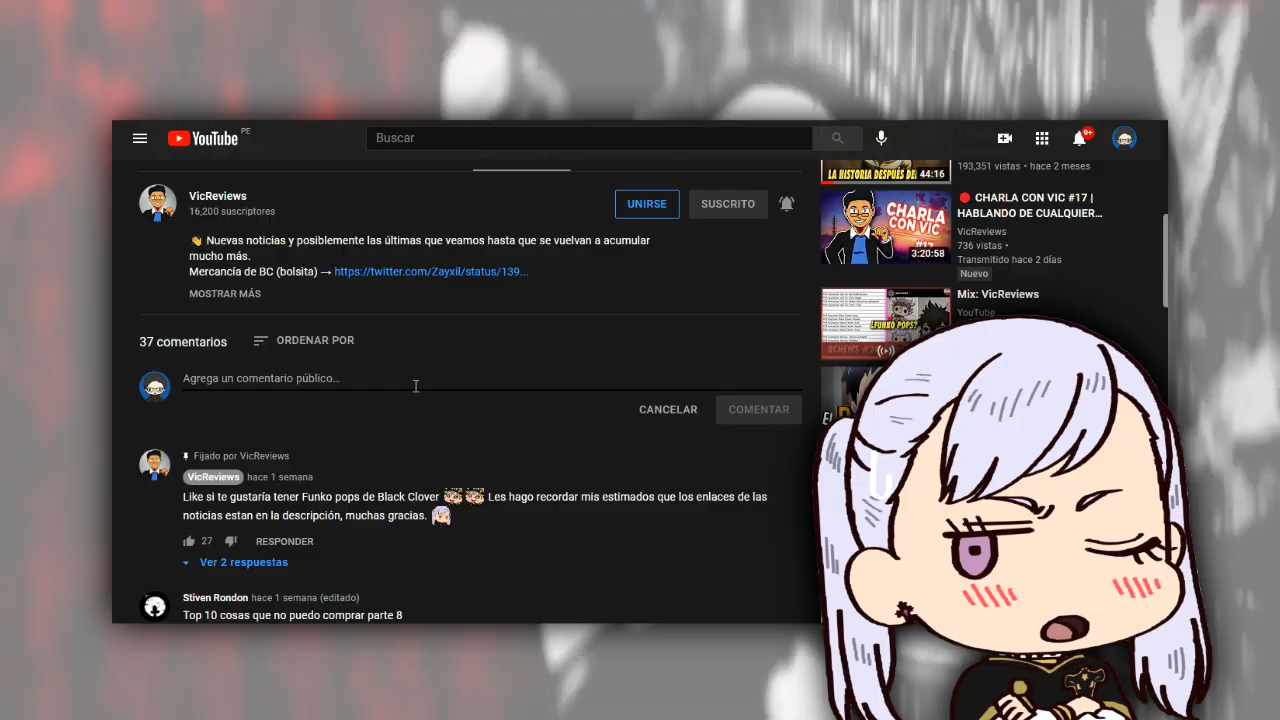 YouTube PE
Buscar
9+
VicReviews
16,200 suscriptores
UNIRSE
SUSCRITO
👋 Nuevas noticias y posiblemente las últimas que veamos hasta que se vuelvan a acumular
mucho más.
Mercancía de BC (bolsita) → https://twitter.com/Zayxil/status/139...
MOSTRAR MÁS
37 comentarios
ORDENAR POR
Agrega un comentario público...
CANCELAR
COMENTAR
Fijado por VicReviews
VicReviews hace 1 semana
Like si te gustaría tener Funko pops de Black Clover Les hago recordar mis estimados que los enlaces de las
noticias estan en la descripción, muchas gracias.
27
RESPONDER
Ver 2 respuestas
Stiven Rondon hace 1 semana (editado)
Top 10 cosas que no puedo comprar parte 8
LA HISTORIA DESPUÉS
44:16
193,351 vistas • hace 2 meses
CHARLA
CON VIC
#17
3:20:58
🔴 CHARLA CON VIC #17 |
HABLANDO DE CUALQUIER...
VicReviews
736 vistas •
Transmitido hace 2 días
Nuevo
¿FUNKO POPS?
Mix: VicReviews
YouTube